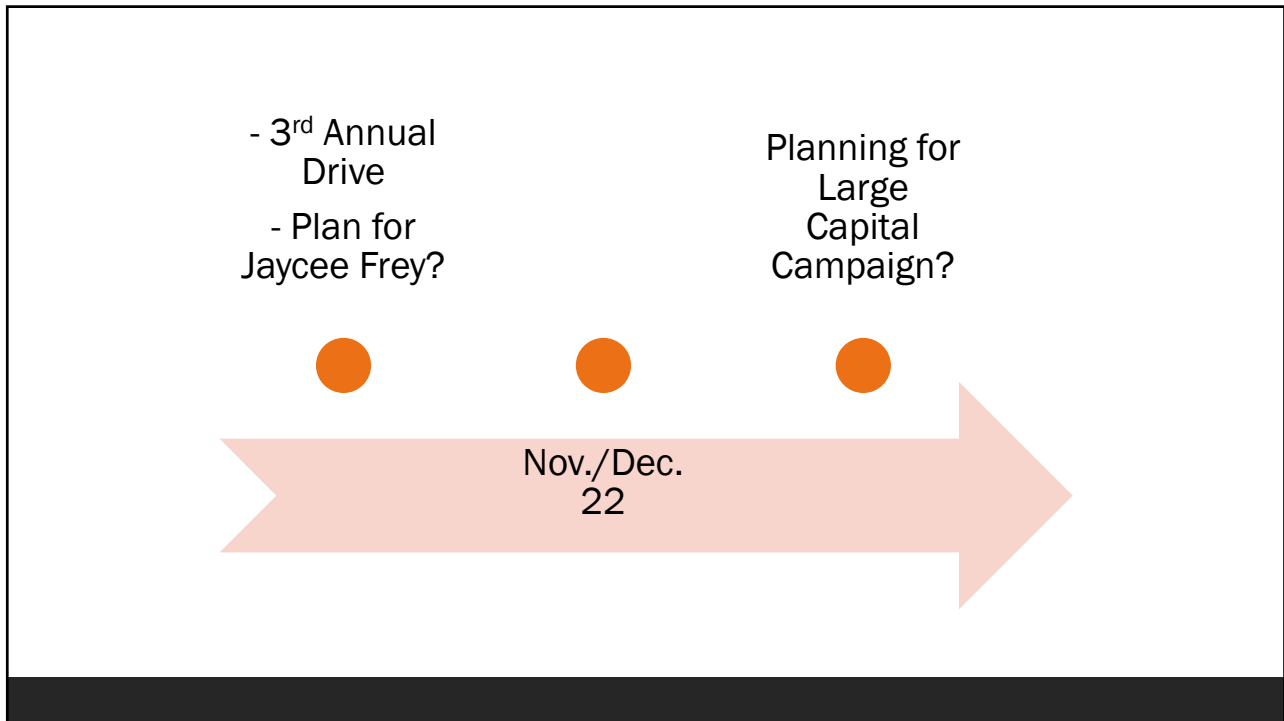 - 3rd Annual
Drive
- Plan for
Jaycee Frey?
Planning for
Large
Capital
Campaign?
Nov./Dec.
22